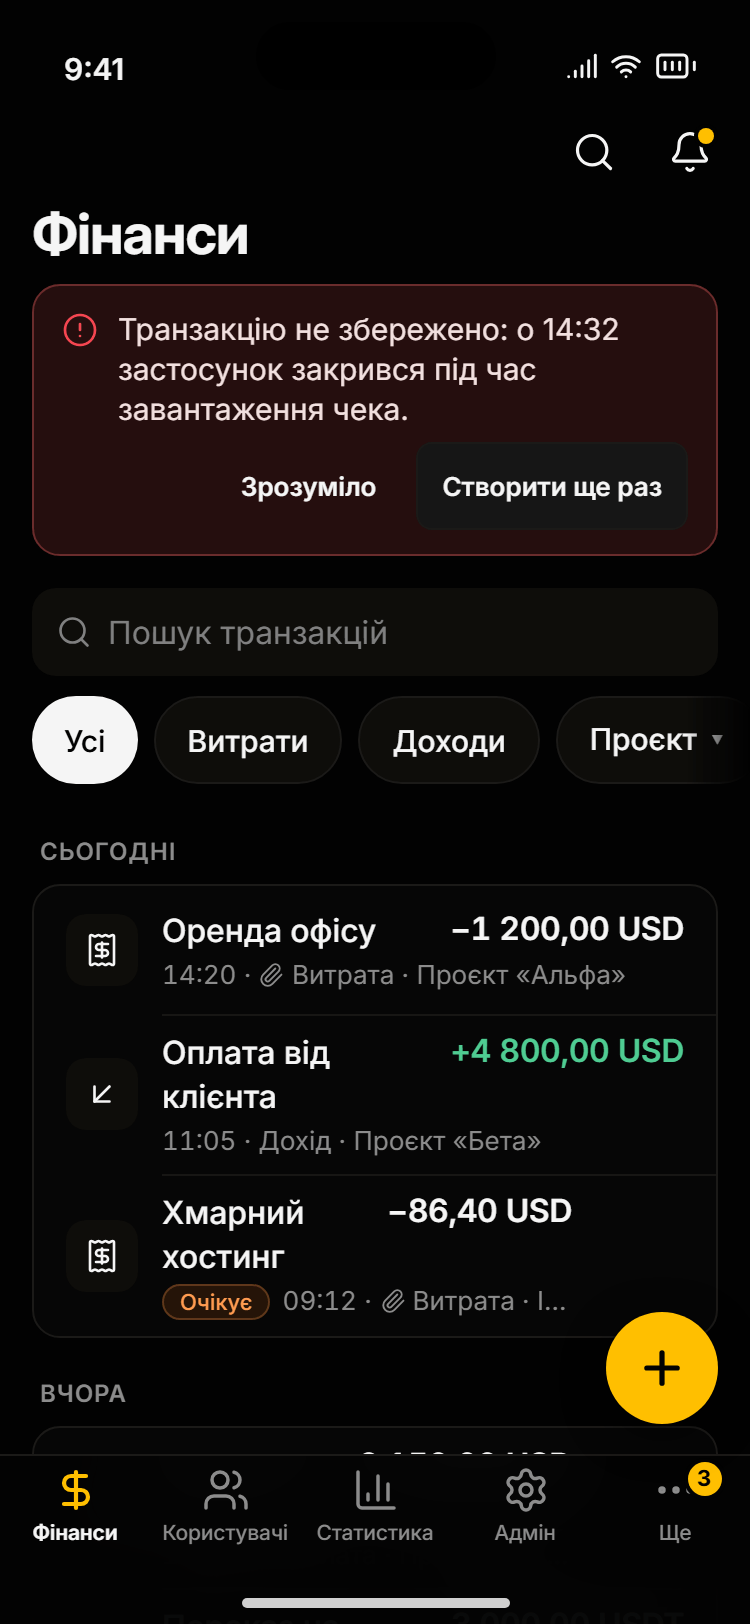 9:41
Фінанси
Транзакцію не збережено: о 14:32
застосунок закрився під час
завантаження чека.
Зрозуміло
Створити ще раз
Пошук транзакцій
Усі
Витрати
Доходи
Проєкт
СЬОГОДНІ
Оренда офісу
−1 200,00 USD
14:20 · Витрата · Проєкт «Альфа»
Оплата від
клієнта
+4 800,00 USD
11:05 · Дохід · Проєкт «Бета»
Хмарний
хостинг
−86,40 USD
Очікує
09:12 · Витрата · І...
ВЧОРА
3
Фінанси
Користувачі
Статистика
Адмін
Ще